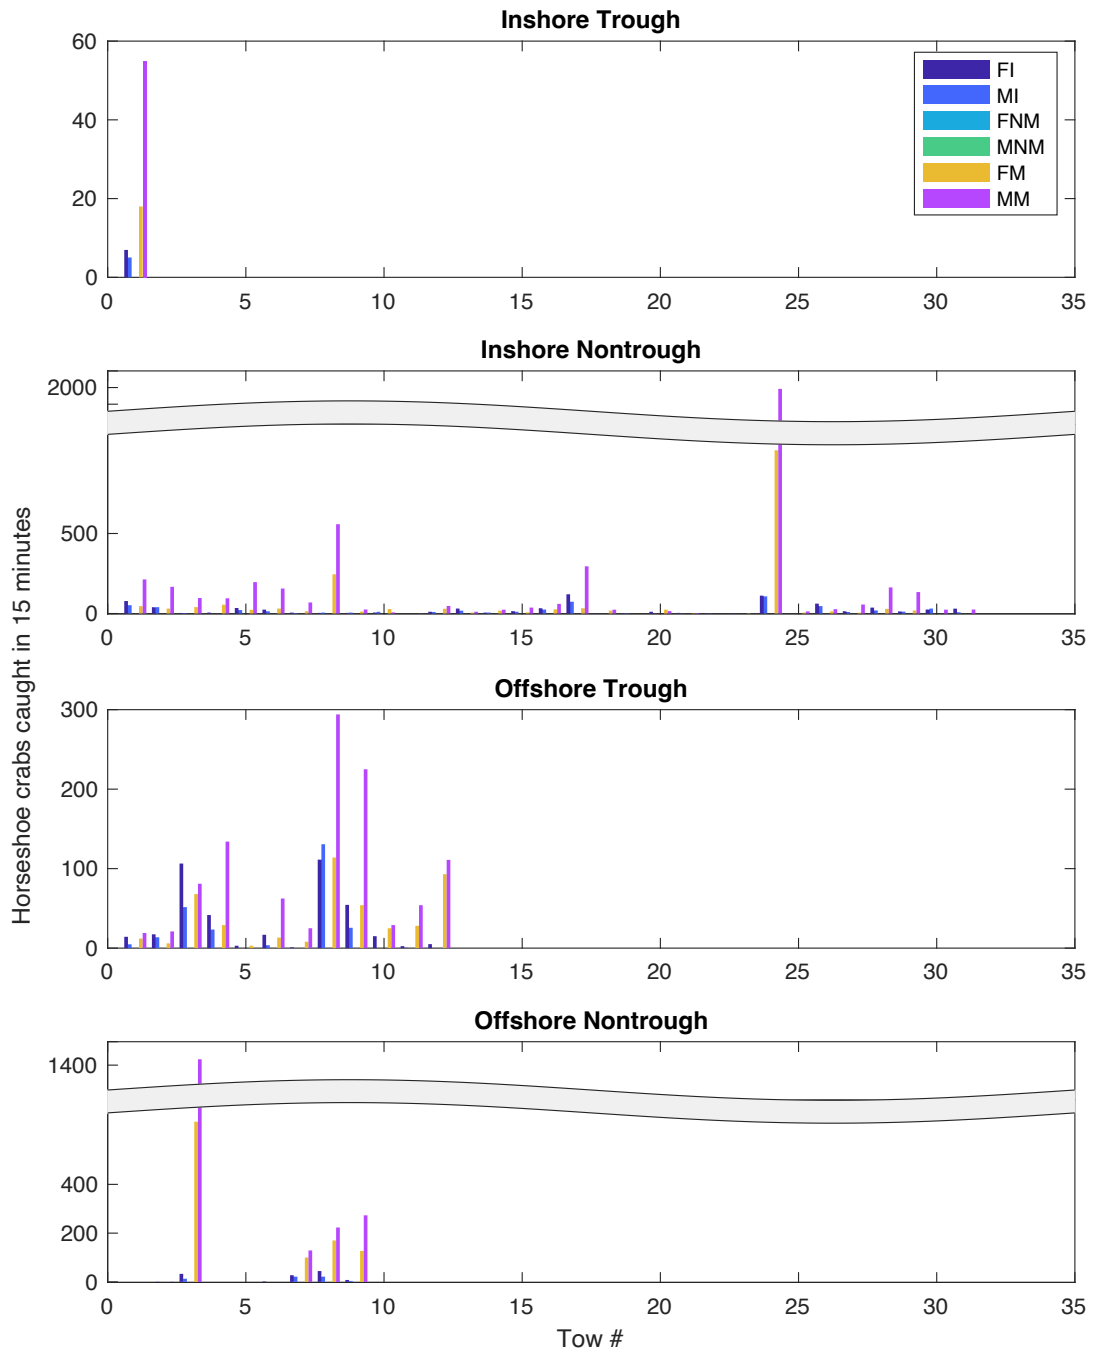 Inshore Trough
60
40
20
0
0 5 10 15 20 25 30 35
FI
MI
FNM
MNM
FM
MM
Inshore Nontrough
2000
500
0
0 5 10 15 20 25 30 35
Horseshoe crabs caught in 15 minutes
Offshore Trough
300
200
100
0
0 5 10 15 20 25 30 35
Offshore Nontrough
1400
400
200
0
0 5 10 15 20 25 30 35
Tow #